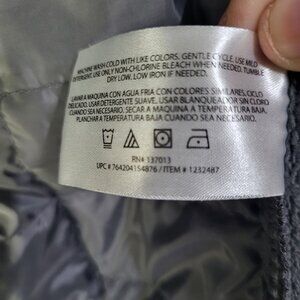 MACHINE WASH COLD WITH LIKE COLORS. GENTLE CYCLE. USE MILD
DETERGENT. USE ONLY NON-CHLORINE BLEACH WHEN NEEDED. TUMBLE
DRY LOW. LOW IRON IF NEEDED.
LAVAR A MAQUINA CON AGUA FRIA CON COLORES SIMILARES, CICLO
DELICADO. USAR DETERGENTE SUAVE. USAR BLANQUEADOR SIN CLORO
CUANDO SEA NECESARIO. SECAR A MAQUINA A TEMPERATURA BAJA.
PLANCHAR A TEMPERATURA BAJA CUANDO SEA NECESARIO.
RN# 137013
UPC # 764204154876 / ITEM # 1232487